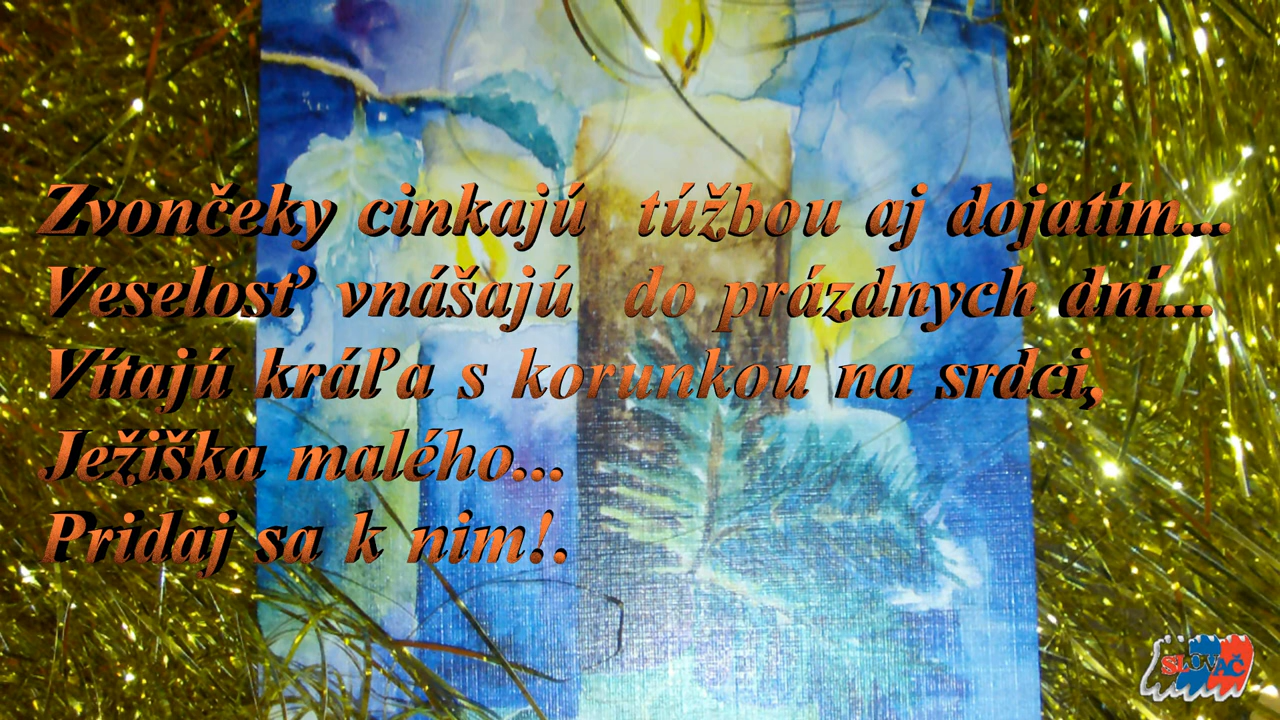 Zvončeky cinkajú túžbou aj dojatím...
Veselosť vnášajú do prázdnych dní...
Vítajú kráľa s korunkou na srdci,
Ježiška malého...
Pridaj sa k nim!.
SLOVAČ